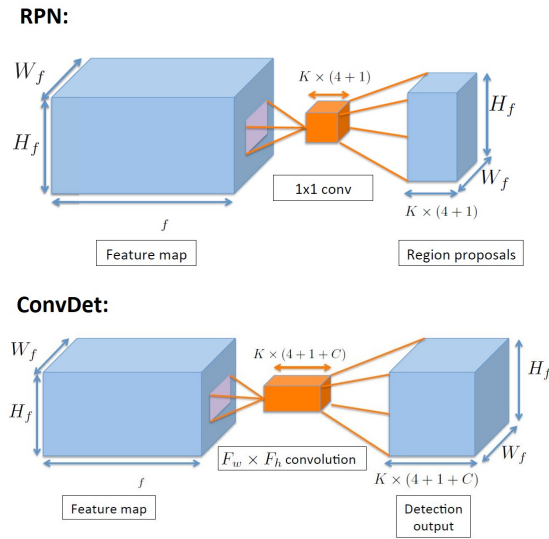 RPN:
W_f
H_f
f
Feature map
K × (4+1)
1x1 conv
H_f
W_f
K × (4+1)
Region proposals
ConvDet:
W_f
H_f
f
Feature map
K × (4+1+C)
F_w × F_h convolution
H_f
W_f
K × (4+1+C)
Detection
output